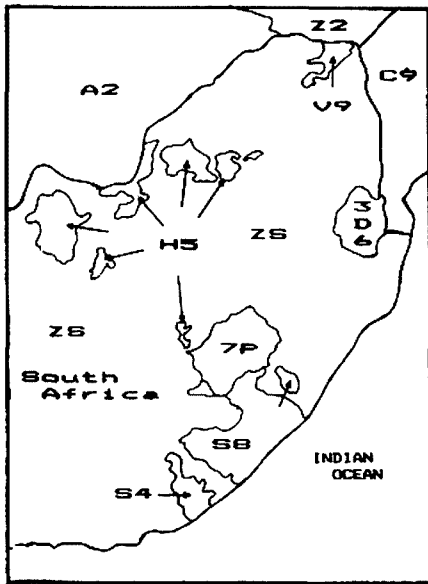 Z2
A2
C9
V9
3
D
6
H5
ZS
ZS
7P
South
Africa
S8
INDIAN
OCEAN
S4